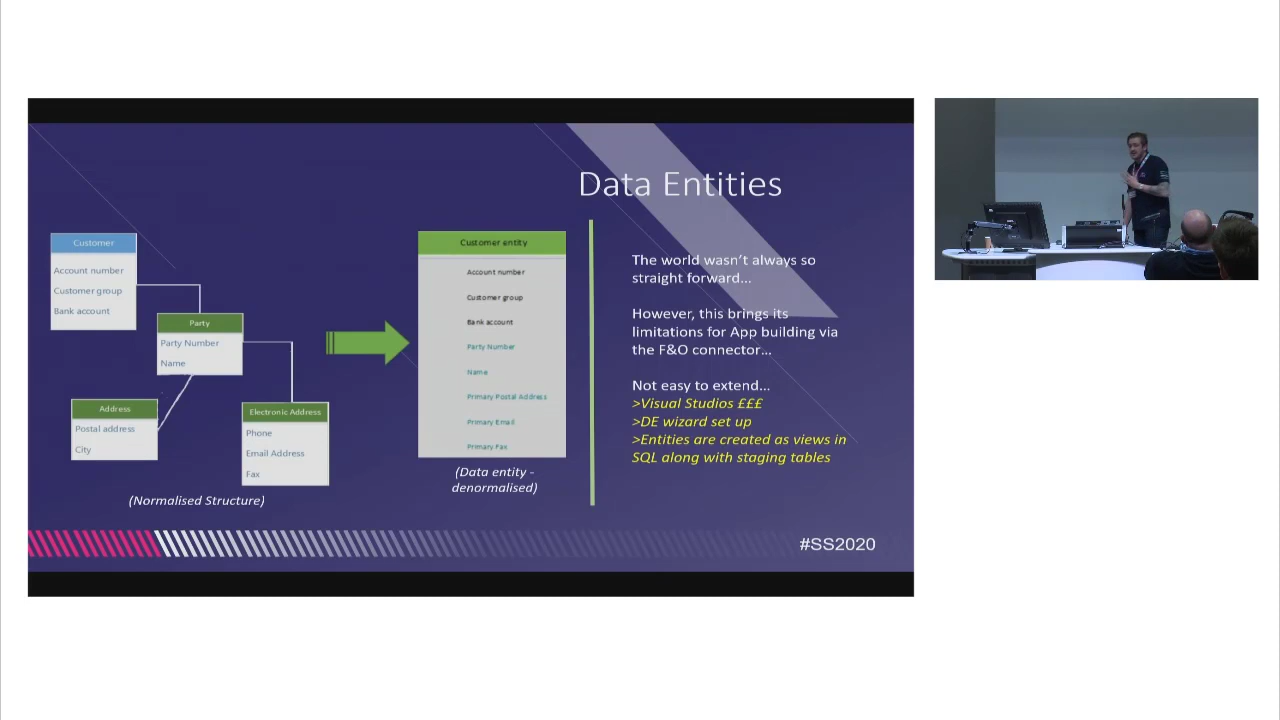 Data Entities
Customer
Account number
Customer group
Bank account
Party
Party Number
Name
Address
Postal address
City
Electronic Address
Phone
Email Address
Fax
(Normalised Structure)
Customer entity
Account number
Customer group
Bank account
Party Number
Name
Primary Postal Address
Primary Email
Primary Fax
(Data entity -
denormalised)
The world wasn't always so
straight forward...
However, this brings its
limitations for App building via
the F&O connector...
Not easy to extend...
>Visual Studios £££
>DE wizard set up
>Entities are created as views in
SQL along with staging tables
#SS2020